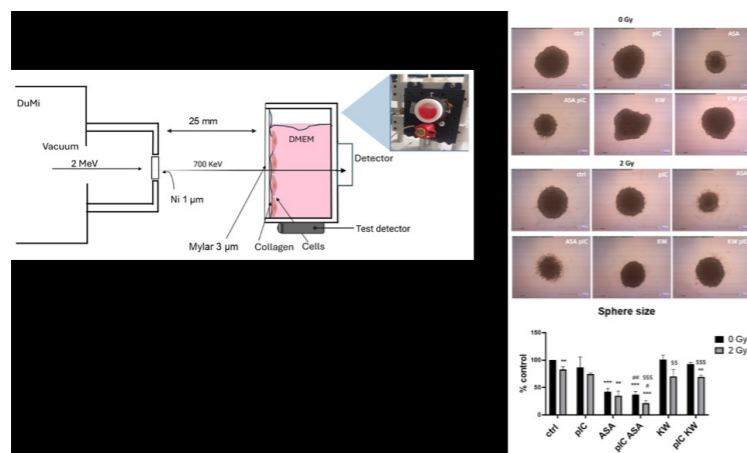 DuMi
Vacuum
2 MeV
Ni 1 µm
25 mm
700 KeV
Mylar 3 µm
Collagen
Cells
DMEM
Detector
Test detector
0 Gy
ctrl
pIC
ASA
ASA pIC
KW
KW pIC
2 Gy
ctrl
pIC
ASA
ASA pIC
KW
KW pIC
Sphere size
% control
150
100
50
0
** *** ** ## *** $$$ # *** $$ $$$ **
0 Gy
2 Gy
ctrl
pIC
ASA
pIC ASA
KW
pIC KW